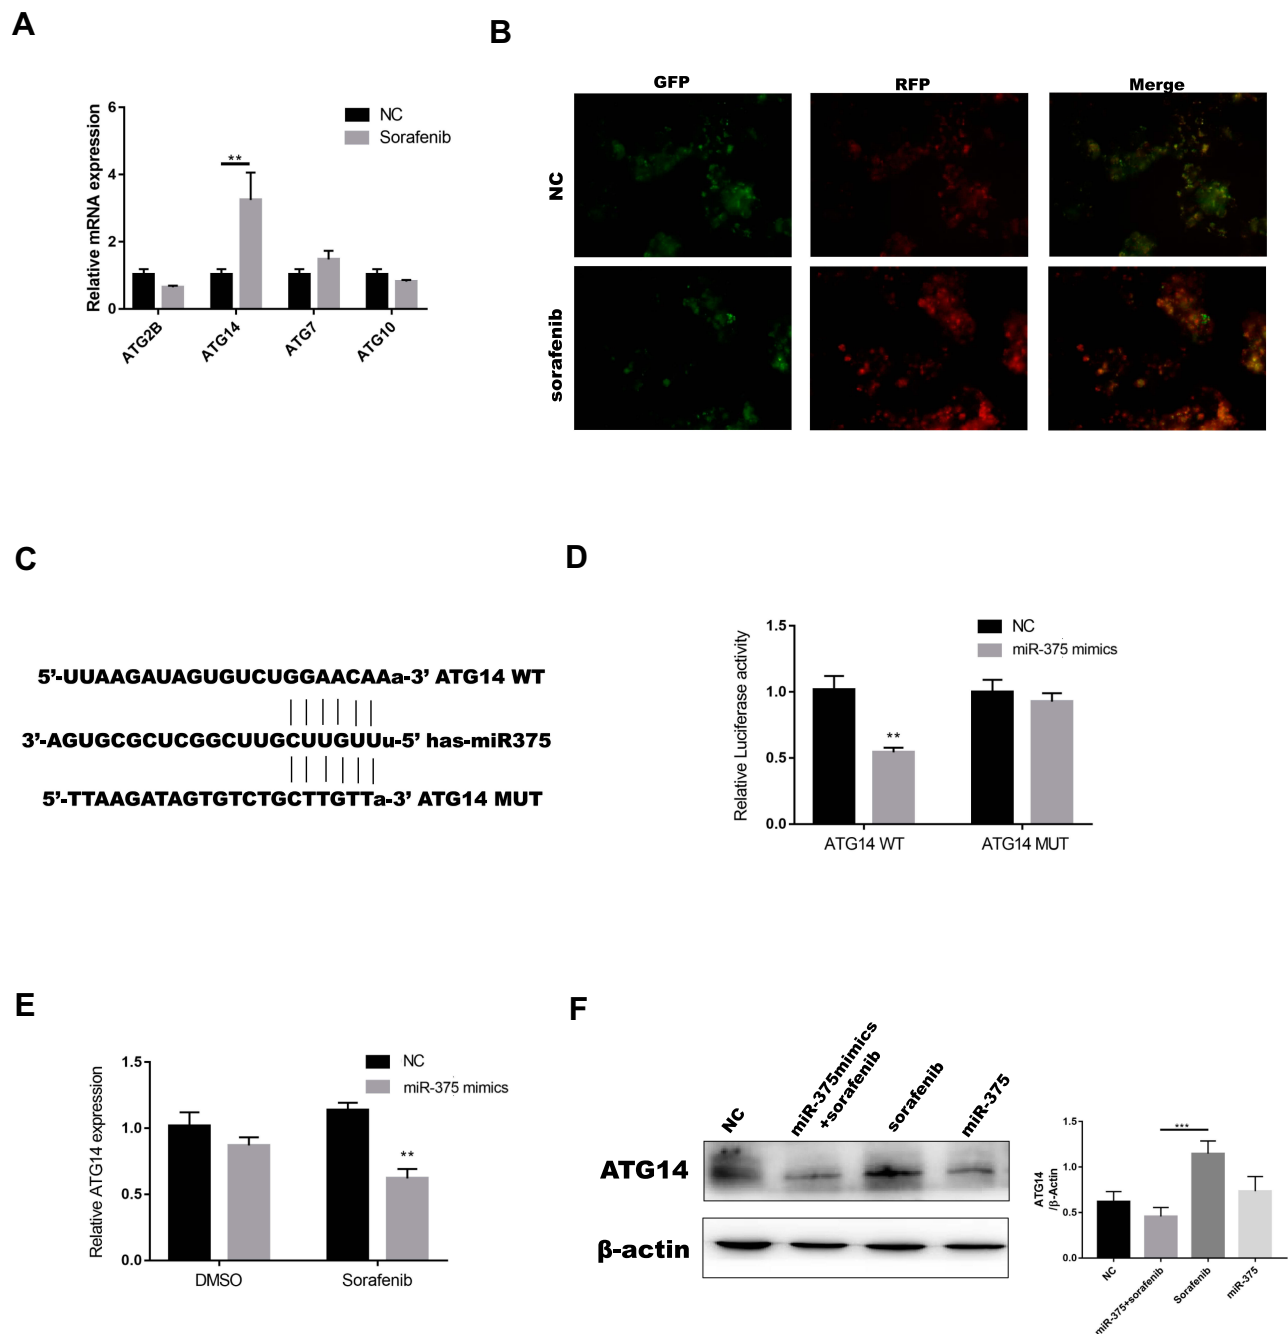 A
NC
Sorafenib
**
Relative mRNA expression
6
4
2
0
ATG2B
ATG14
ATG7
ATG10
B
GFP
RFP
Merge
NC
sorafenib
C
5'-UUAAGAUAGUGUCUGGAACAAa-3' ATG14 WT
3'-AGUGCGCUCGGCUUGCUUGUUu-5' has-miR375
5'-TTAAGATAGTGTCTGCTTGTTa-3' ATG14 MUT
D
NC
miR-375 mimics
**
Relative Luciferase activity
1.5
1.0
0.5
0.0
ATG14 WT
ATG14 MUT
E
NC
miR-375 mimics
**
Relative ATG14 expression
1.5
1.0
0.5
0.0
DMSO
Sorafenib
F
NC
miR-375mimics
+sorafenib
sorafenib
miR-375
ATG14
β-actin
***
ATG14
/β-Actin
1.5
1.0
0.5
0.0
NC
miR-375+sorafenib
Sorafenib
miR-375